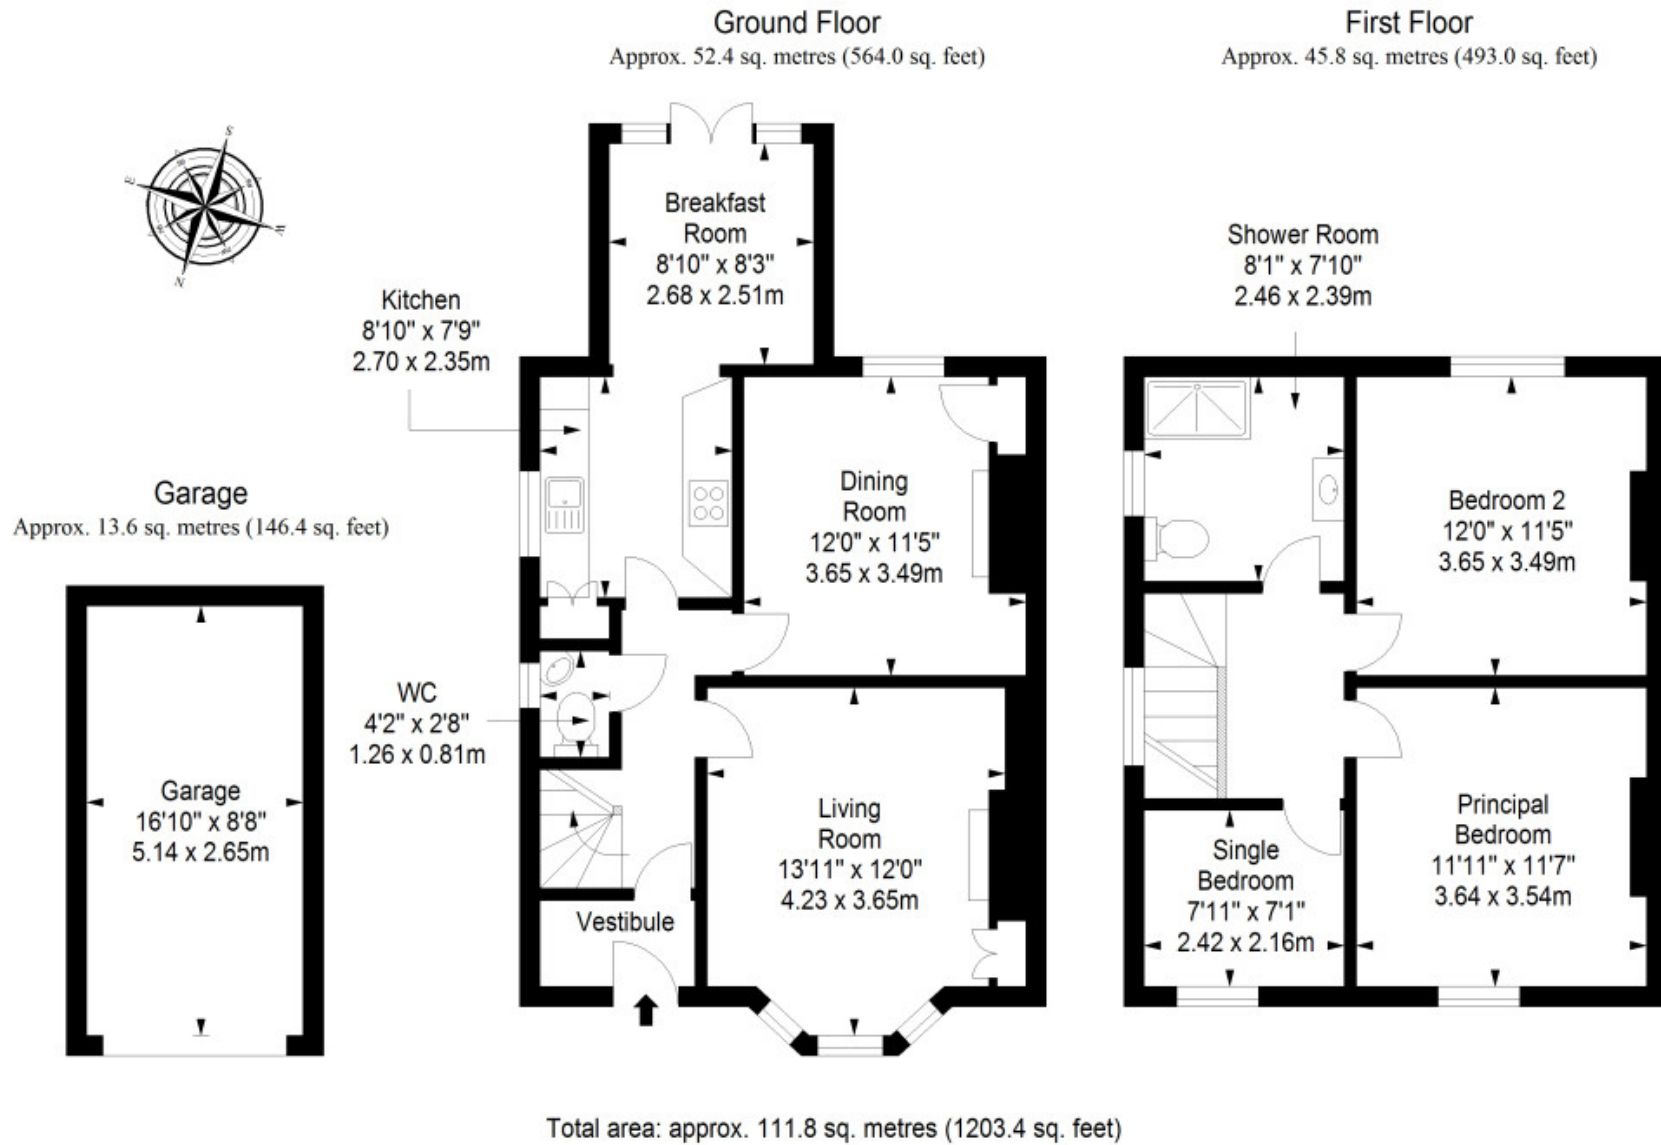 Ground Floor
Approx. 52.4 sq. metres (564.0 sq. feet)
First Floor
Approx. 45.8 sq. metres (493.0 sq. feet)
S
E
W
N
Breakfast
Room
8'10" x 8'3"
2.68 x 2.51m
Shower Room
8'1" x 7'10"
2.46 x 2.39m
Kitchen
8'10" x 7'9"
2.70 x 2.35m
Garage
Approx. 13.6 sq. metres (146.4 sq. feet)
Dining
Room
12'0" x 11'5"
3.65 x 3.49m
Bedroom 2
12'0" x 11'5"
3.65 x 3.49m
WC
4'2" x 2'8"
1.26 x 0.81m
Garage
16'10" x 8'8"
5.14 x 2.65m
Living
Room
13'11" x 12'0"
4.23 x 3.65m
Principal
Bedroom
11'11" x 11'7"
3.64 x 3.54m
Single
Bedroom
7'11" x 7'1"
2.42 x 2.16m
Vestibule
Total area: approx. 111.8 sq. metres (1203.4 sq. feet)